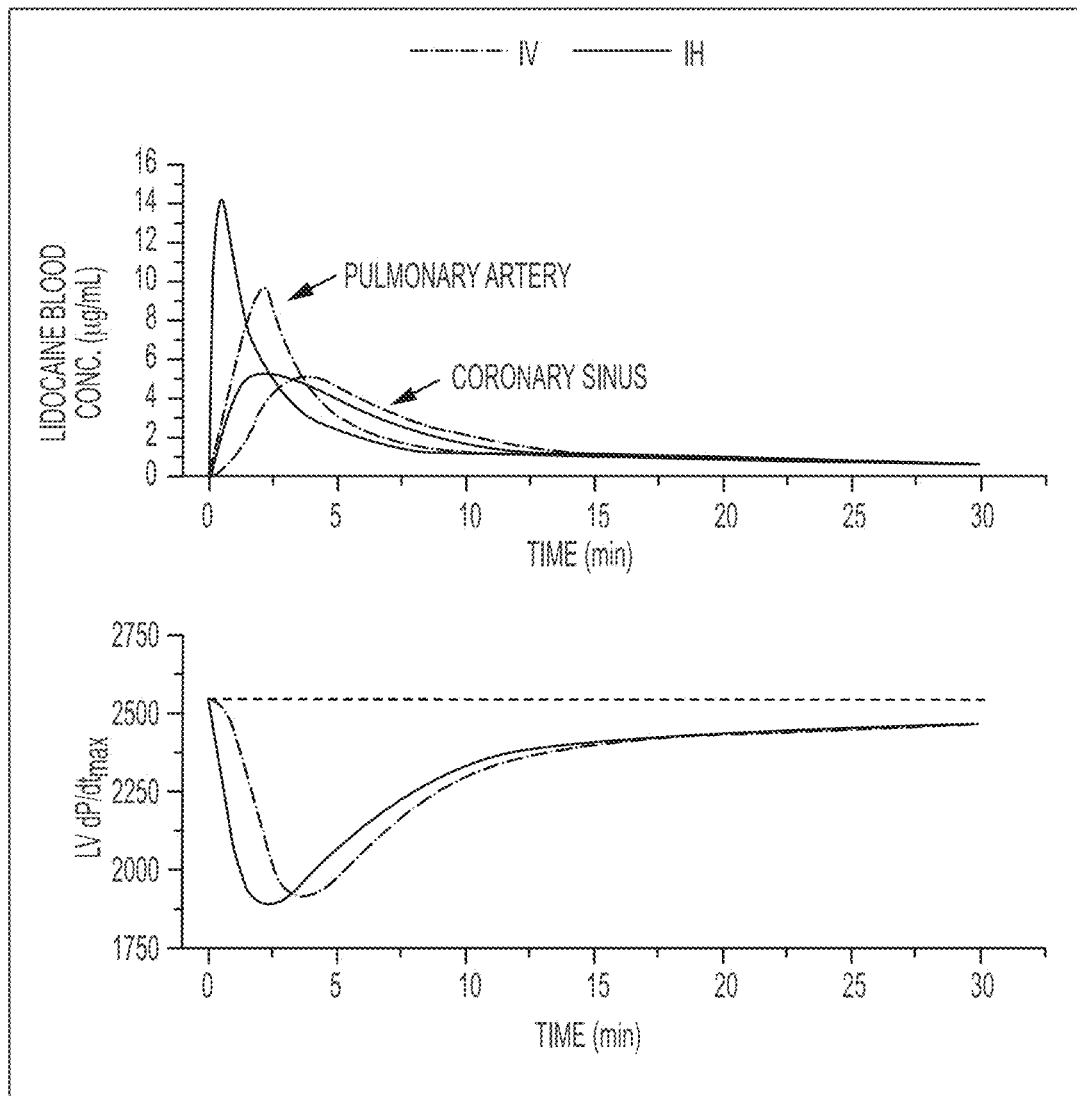 IV IH
16
14
12
10
8
6
4
2
0
LIDOCAINE BLOOD
CONC. (µg/mL)
PULMONARY ARTERY
CORONARY SINUS
0 5 10 15 20 25 30
TIME (min)
2750
2500
2250
2000
1750
LV dP/dtmax
0 5 10 15 20 25 30
TIME (min)